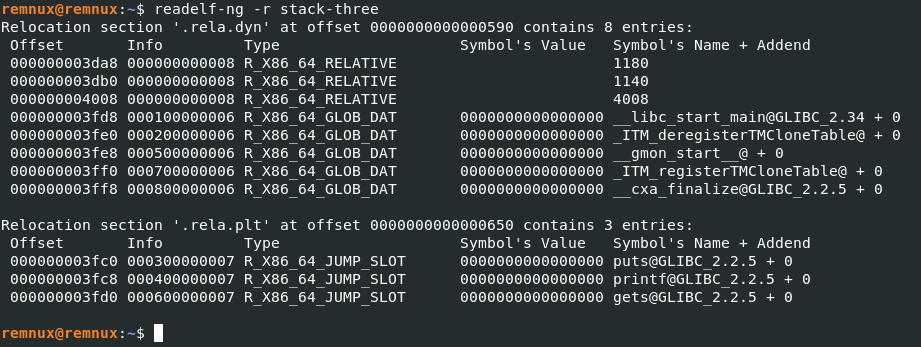 remnux@remnux:~$ readelf-ng -r stack-three
Relocation section '.rela.dyn' at offset 0000000000000590 contains 8 entries:
 Offset       Info         Type                    Symbol's Value   Symbol's Name + Addend
 000000003da8 000000000008 R_X86_64_RELATIVE                        1180
 000000003db0 000000000008 R_X86_64_RELATIVE                        1140
 000000004008 000000000008 R_X86_64_RELATIVE                        4008
 000000003fd8 000100000006 R_X86_64_GLOB_DAT       0000000000000000 __libc_start_main@GLIBC_2.34 + 0
 000000003fe0 000200000006 R_X86_64_GLOB_DAT       0000000000000000 _ITM_deregisterTMCloneTable@ + 0
 000000003fe8 000500000006 R_X86_64_GLOB_DAT       0000000000000000 __gmon_start__@ + 0
 000000003ff0 000700000006 R_X86_64_GLOB_DAT       0000000000000000 _ITM_registerTMCloneTable@ + 0
 000000003ff8 000800000006 R_X86_64_GLOB_DAT       0000000000000000 __cxa_finalize@GLIBC_2.2.5 + 0

Relocation section '.rela.plt' at offset 0000000000000650 contains 3 entries:
 Offset       Info         Type                    Symbol's Value   Symbol's Name + Addend
 000000003fc0 000300000007 R_X86_64_JUMP_SLOT      0000000000000000 puts@GLIBC_2.2.5 + 0
 000000003fc8 000400000007 R_X86_64_JUMP_SLOT      0000000000000000 printf@GLIBC_2.2.5 + 0
 000000003fd0 000600000007 R_X86_64_JUMP_SLOT      0000000000000000 gets@GLIBC_2.2.5 + 0

remnux@remnux:~$